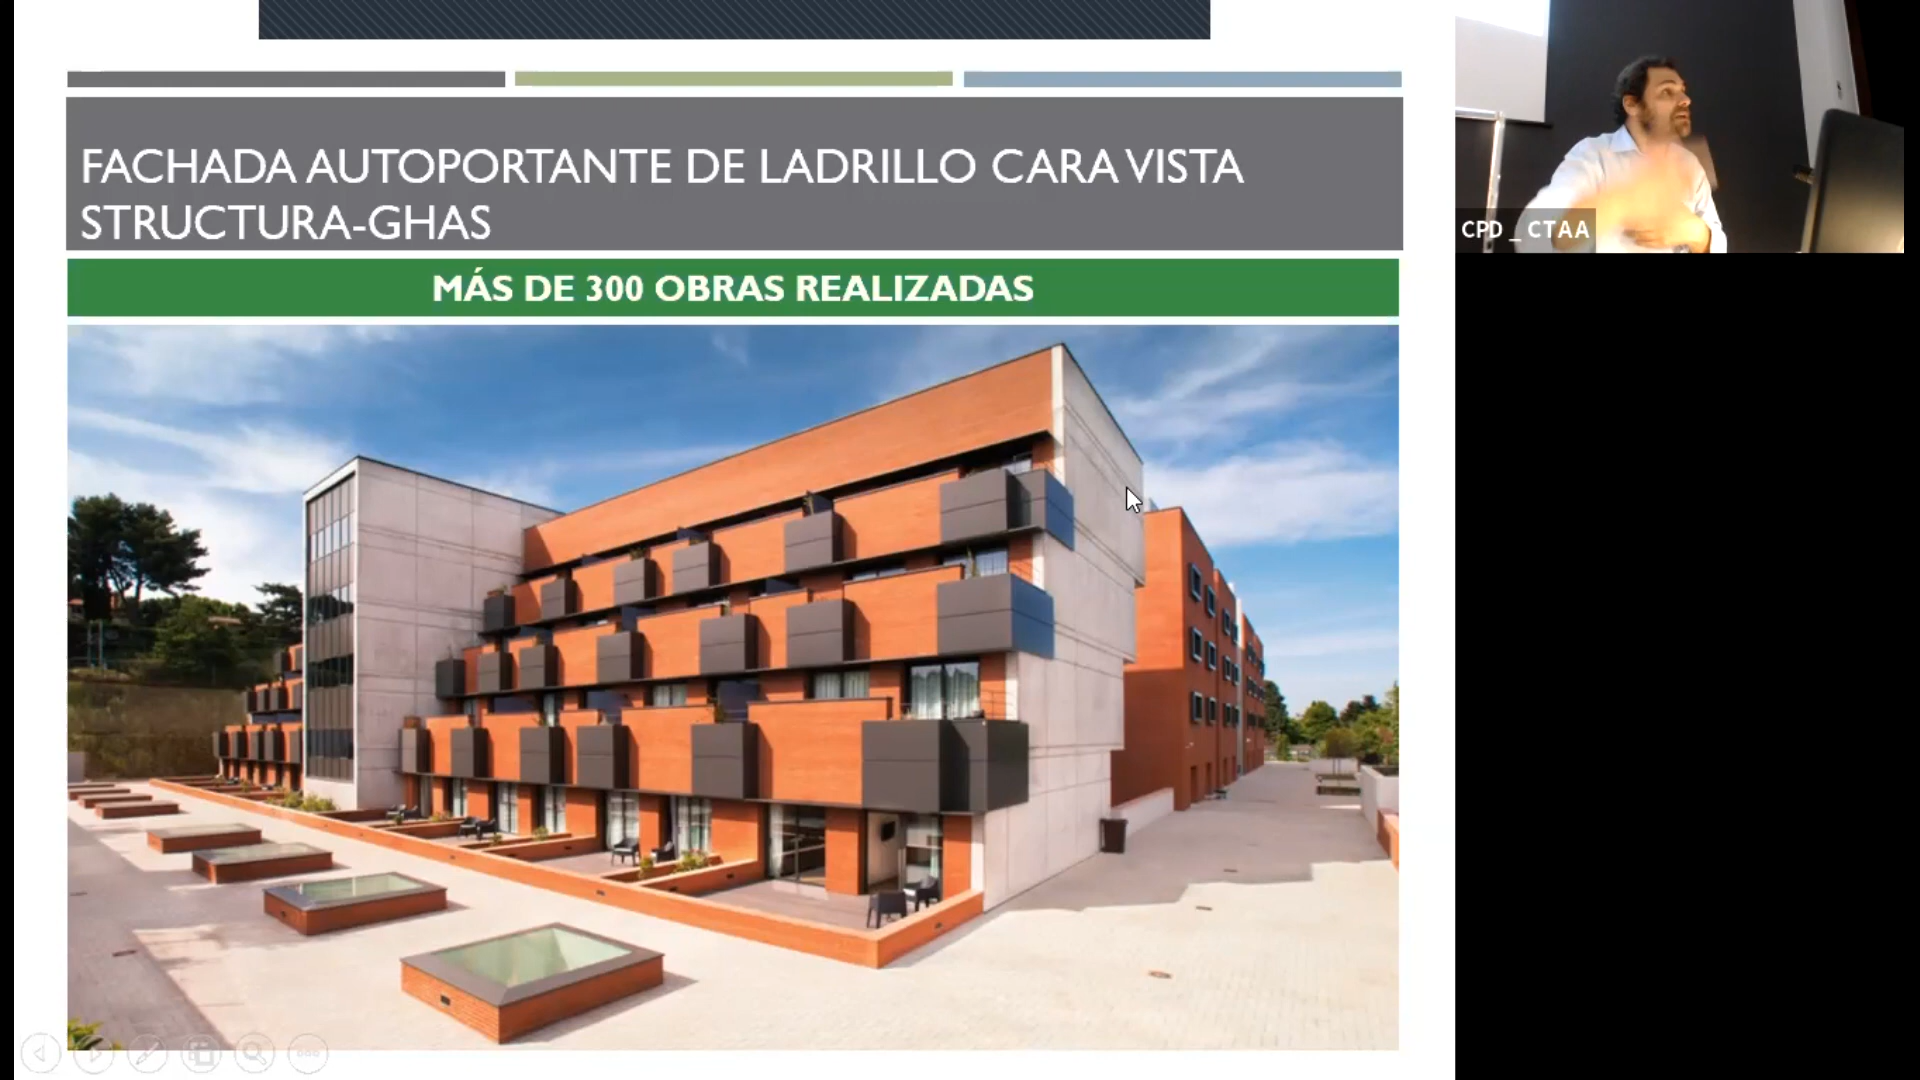 FACHADA AUTOPORTANTE DE LADRILLO CARA VISTA
STRUCTURA-GHAS
MÁS DE 300 OBRAS REALIZADAS
CPD _ CTAA